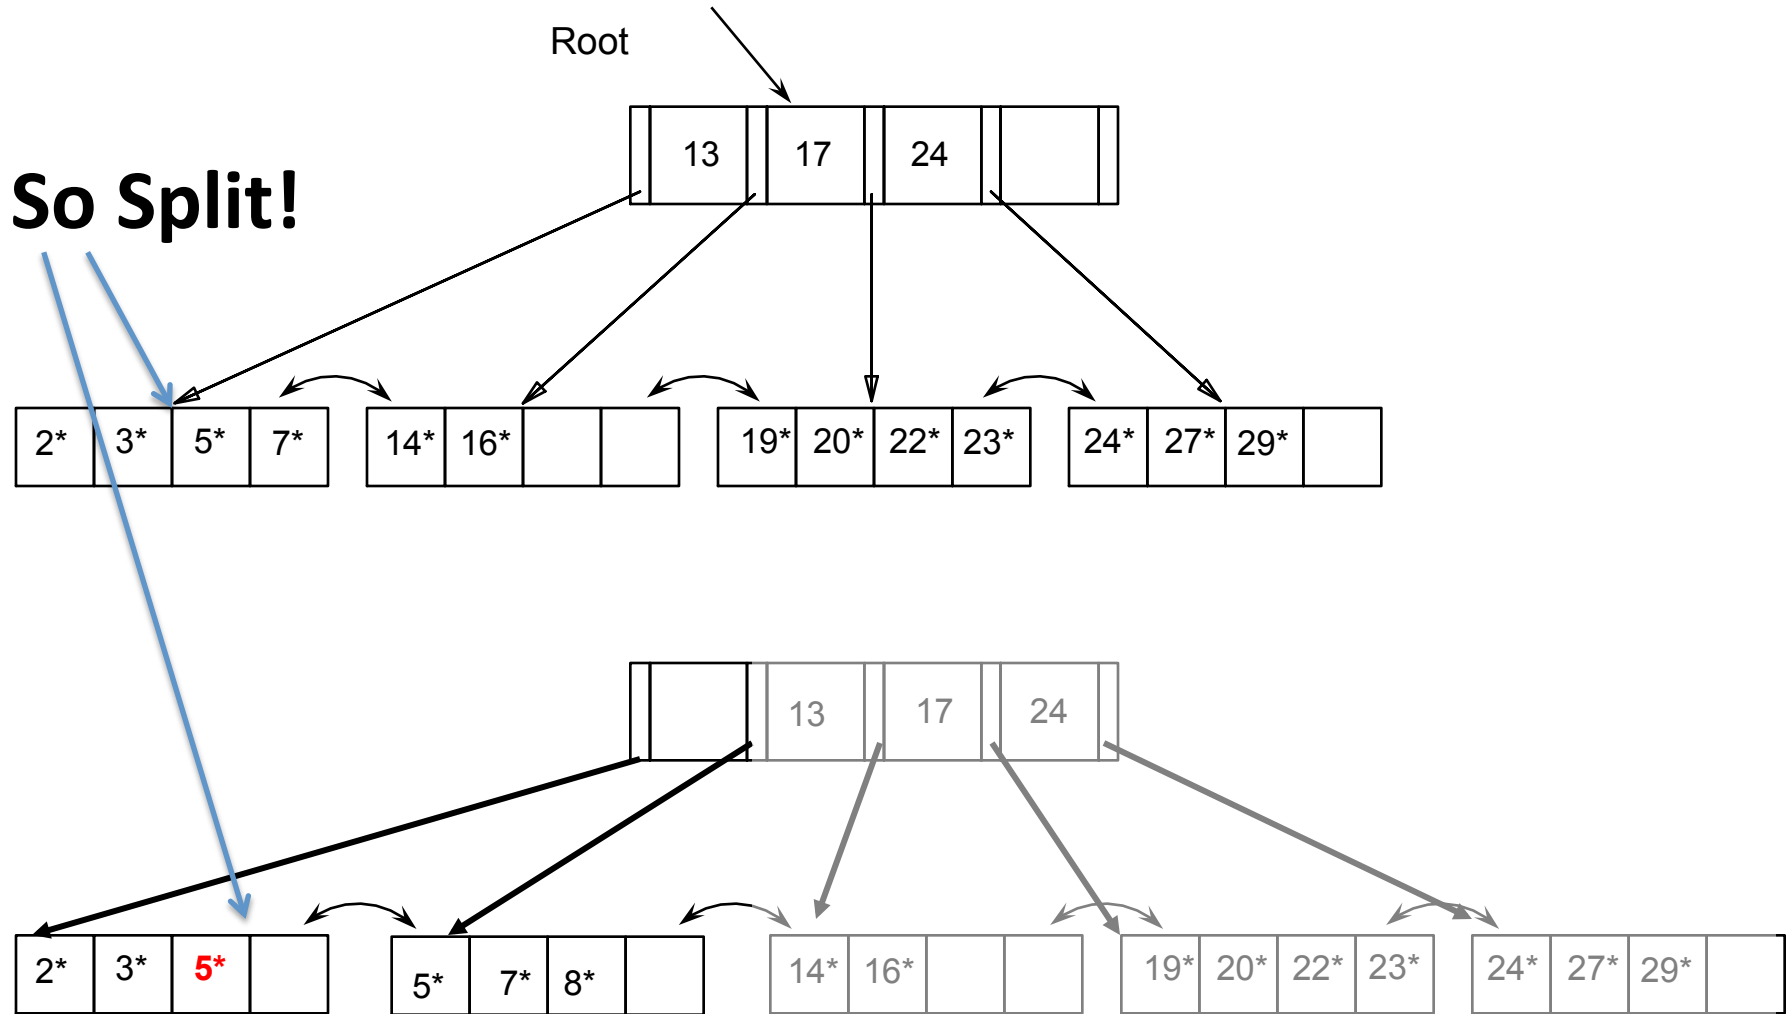 Root
13 17 24
So Split!
2* 3* 5* 7* 14* 16* 19* 20* 22* 23* 24* 27* 29*
13 17 24
2* 3* 5* 5* 7* 8* 14* 16* 19* 20* 22* 23* 24* 27* 29*